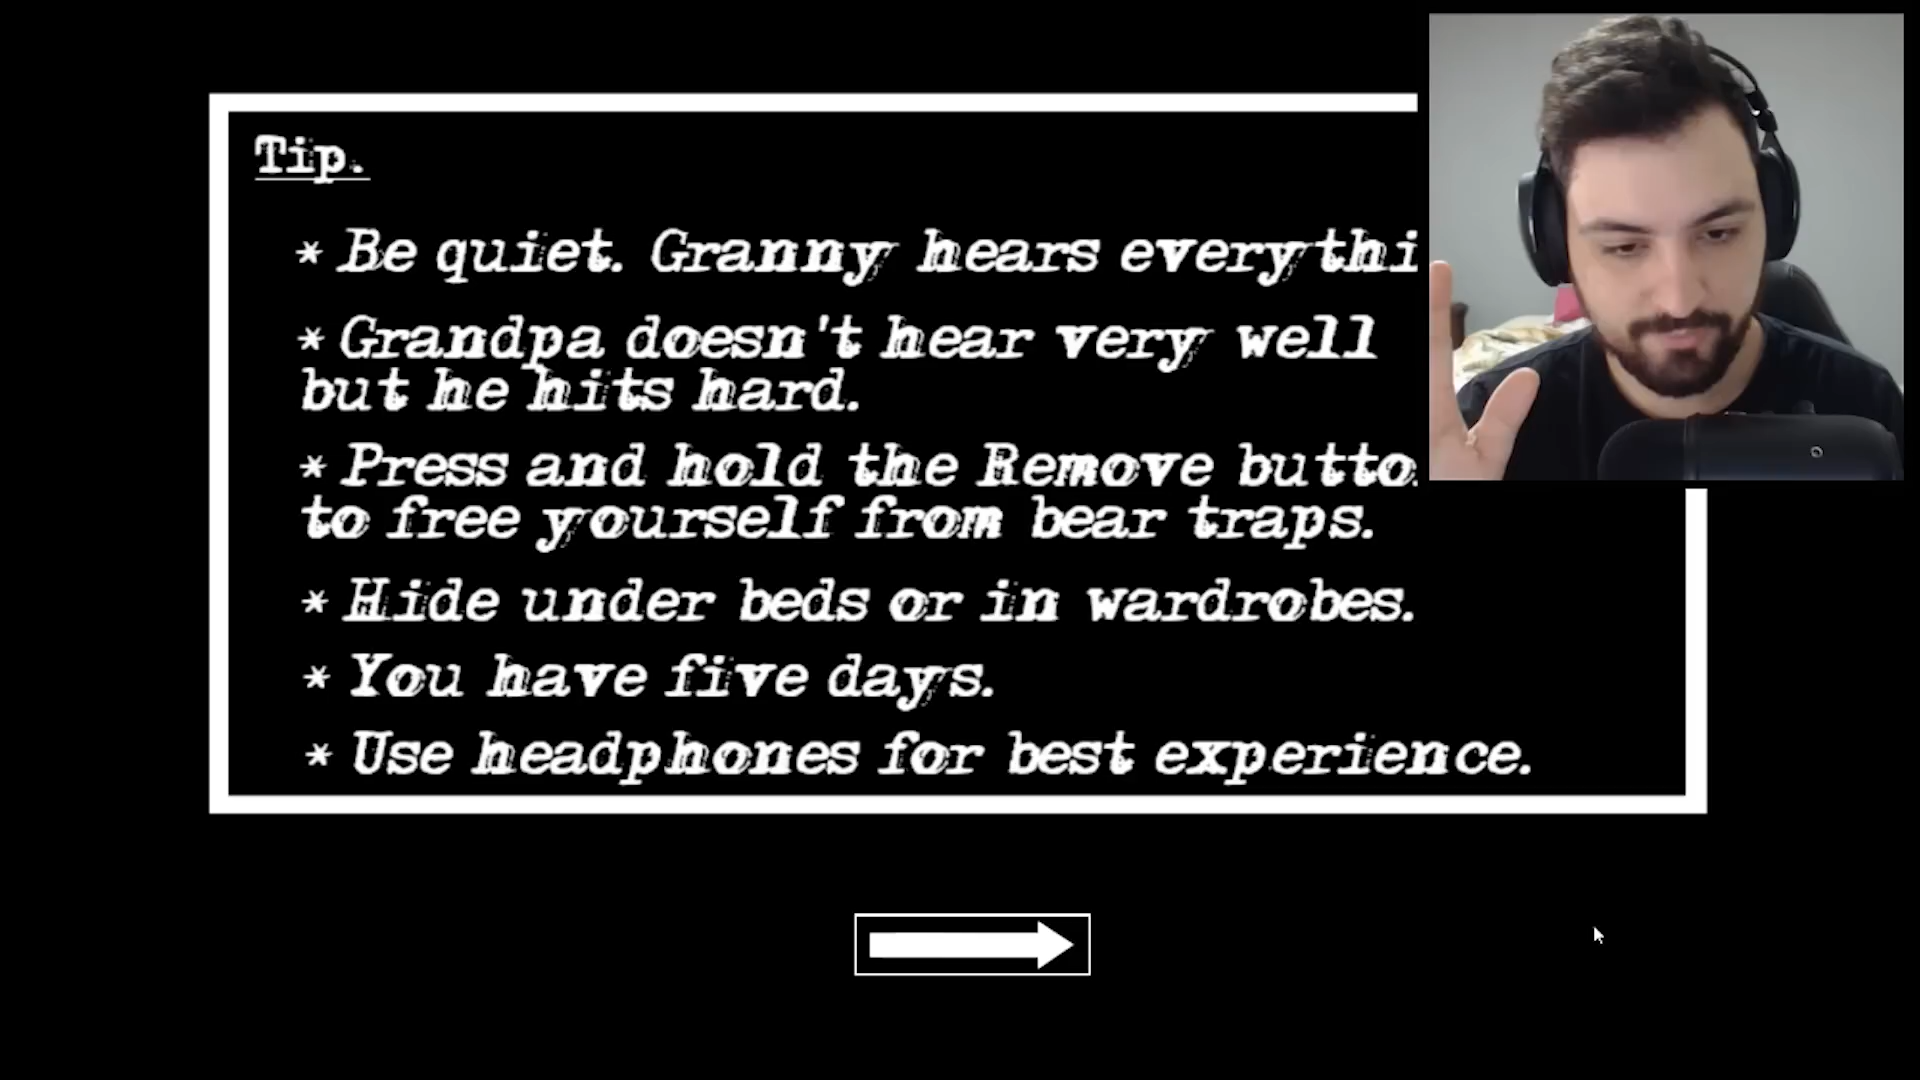 Tip.
* Be quiet. Granny hears everythi
* Grandpa doesn't hear very well
but he hits hard.
* Press and hold the Remove butto
to free yourself from bear traps.
* Hide under beds or in wardrobes.
* You have five days.
* Use headphones for best experience.